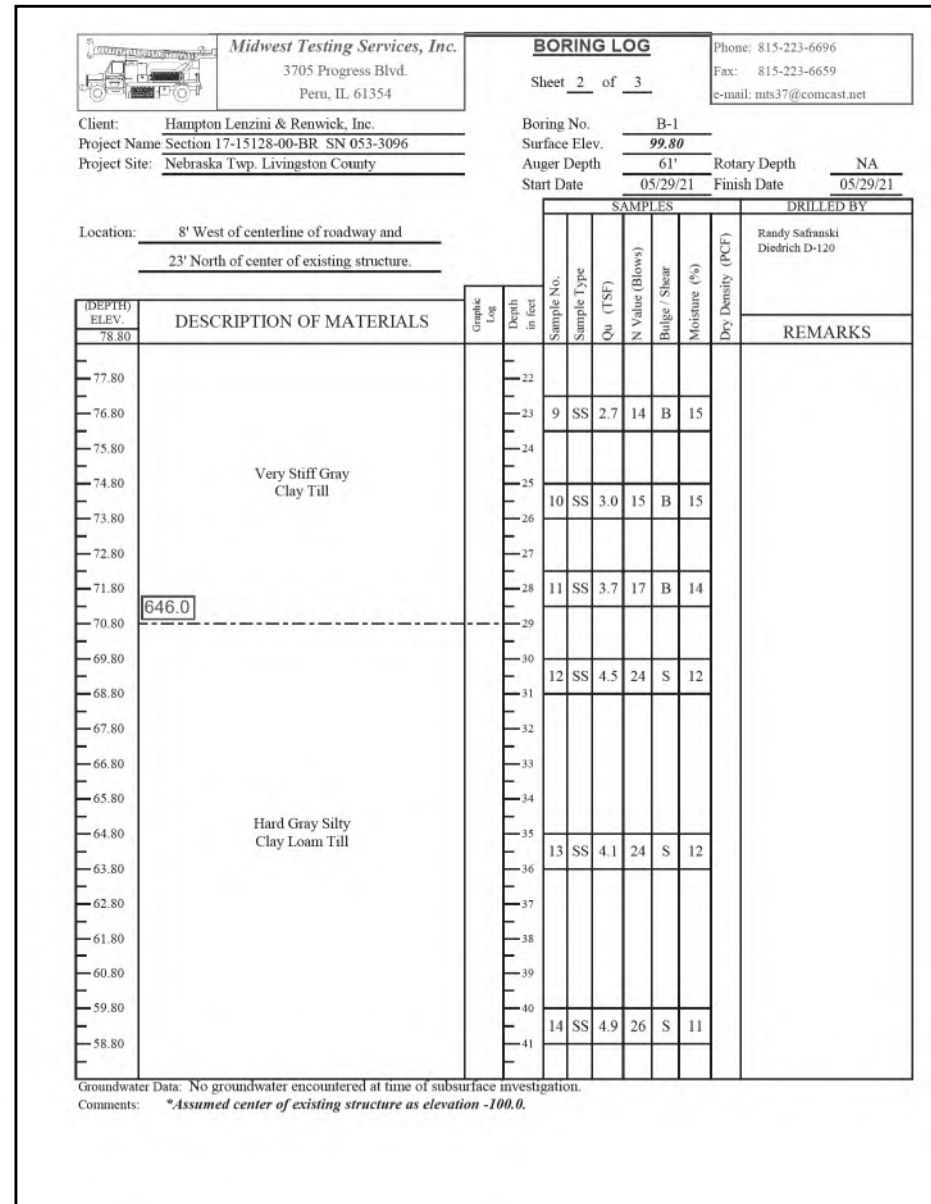 Midwest Testing Services, Inc.
3705 Progress Blvd.
Peru, IL 61354
BORING LOG
Sheet 2 of 3
Phone: 815-223-6696
Fax: 815-223-6659
e-mail: mts37@comcast.net
Client: Hampton Lenzini & Renwick, Inc.
Project Name Section 17-15128-00-BR SN 053-3096
Project Site: Nebraska Twp. Livingston County
Boring No. B-1
Surface Elev. 99.80
Auger Depth 61' Rotary Depth NA
Start Date 05/29/21 Finish Date 05/29/21
Location: 8' West of centerline of roadway and
23' North of center of existing structure.
SAMPLES
DRILLED BY
Randy Safranski
Diedrich D-120
(DEPTH)
ELEV.
78.80
DESCRIPTION OF MATERIALS
Graphic
Log
Depth
in feet
Sample No.
Sample Type
Qu (TSF)
N Value (Blows)
Bulge / Shear
Moisture (%)
Dry Density (PCF)
REMARKS
77.80 22
76.80 23 9 SS 2.7 14 B 15
75.80 24
Very Stiff Gray
Clay Till
74.80 25
10 SS 3.0 15 B 15
73.80 26
72.80 27
71.80 28 11 SS 3.7 17 B 14
646.0
70.80 29
69.80 30
12 SS 4.5 24 S 12
68.80 31
67.80 32
66.80 33
65.80 34
Hard Gray Silty
Clay Loam Till
64.80 35
13 SS 4.1 24 S 12
63.80 36
62.80 37
61.80 38
60.80 39
59.80 40
14 SS 4.9 26 S 11
58.80 41
Groundwater Data: No groundwater encountered at time of subsurface investigation.
Comments: *Assumed center of existing structure as elevation -100.0.